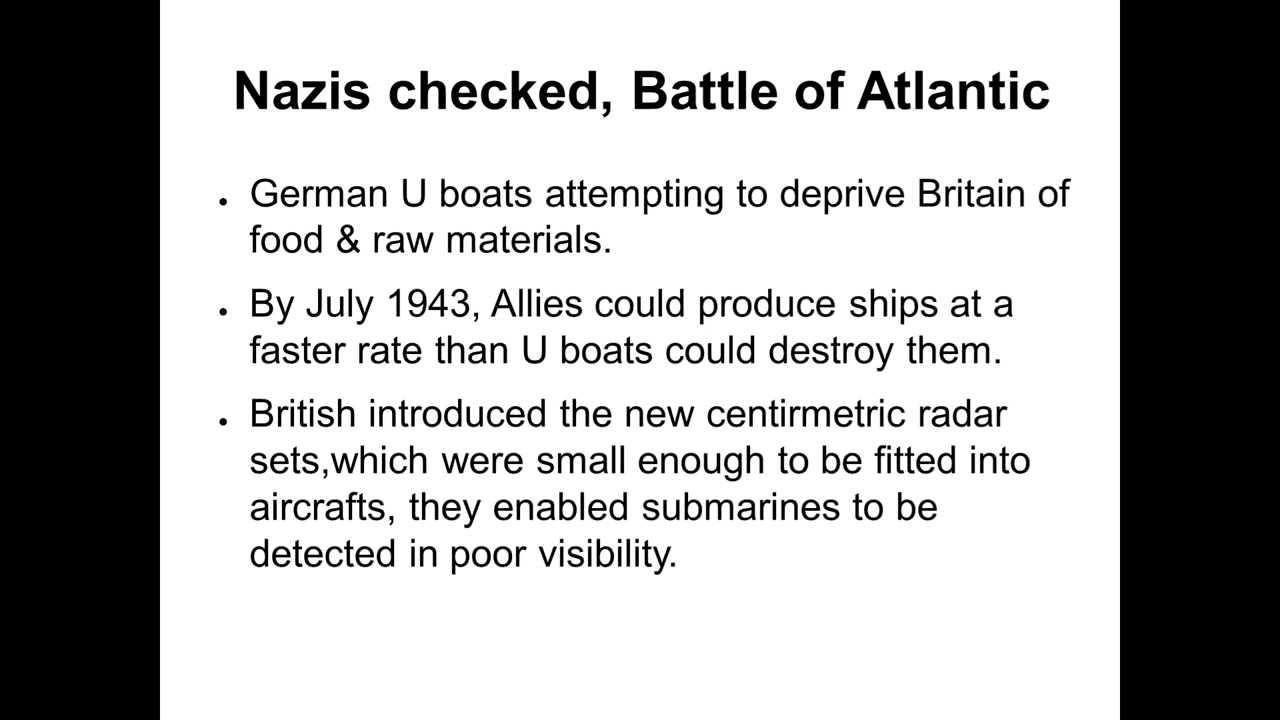 Nazis checked, Battle of Atlantic
• German U boats attempting to deprive Britain of
food & raw materials.
• By July 1943, Allies could produce ships at a
faster rate than U boats could destroy them.
• British introduced the new centirmetric radar
sets,which were small enough to be fitted into
aircrafts, they enabled submarines to be
detected in poor visibility.